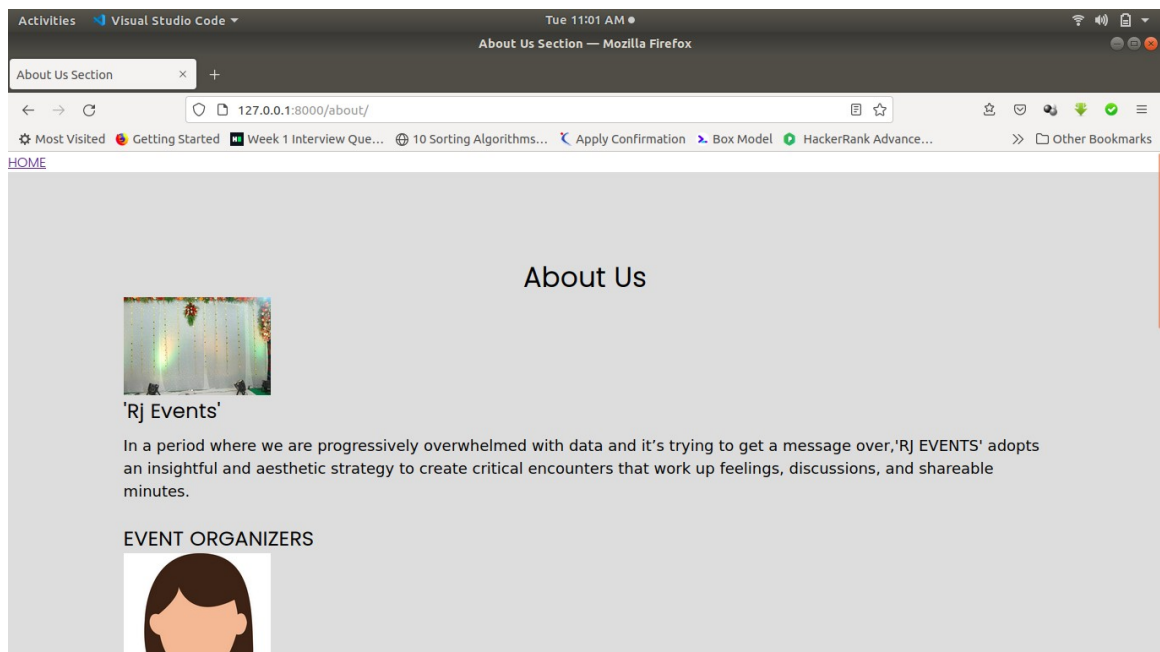 Activities Visual Studio Code Tue 11:01 AM
About Us Section — Mozilla Firefox
About Us Section × +
127.0.0.1:8000/about/
Most Visited Getting Started Week 1 Interview Que... 10 Sorting Algorithms... Apply Confirmation Box Model HackerRank Advance... >> Other Bookmarks
HOME
About Us
'Rj Events'
In a period where we are progressively overwhelmed with data and it’s trying to get a message over,'RJ EVENTS' adopts
an insightful and aesthetic strategy to create critical encounters that work up feelings, discussions, and shareable
minutes.
EVENT ORGANIZERS